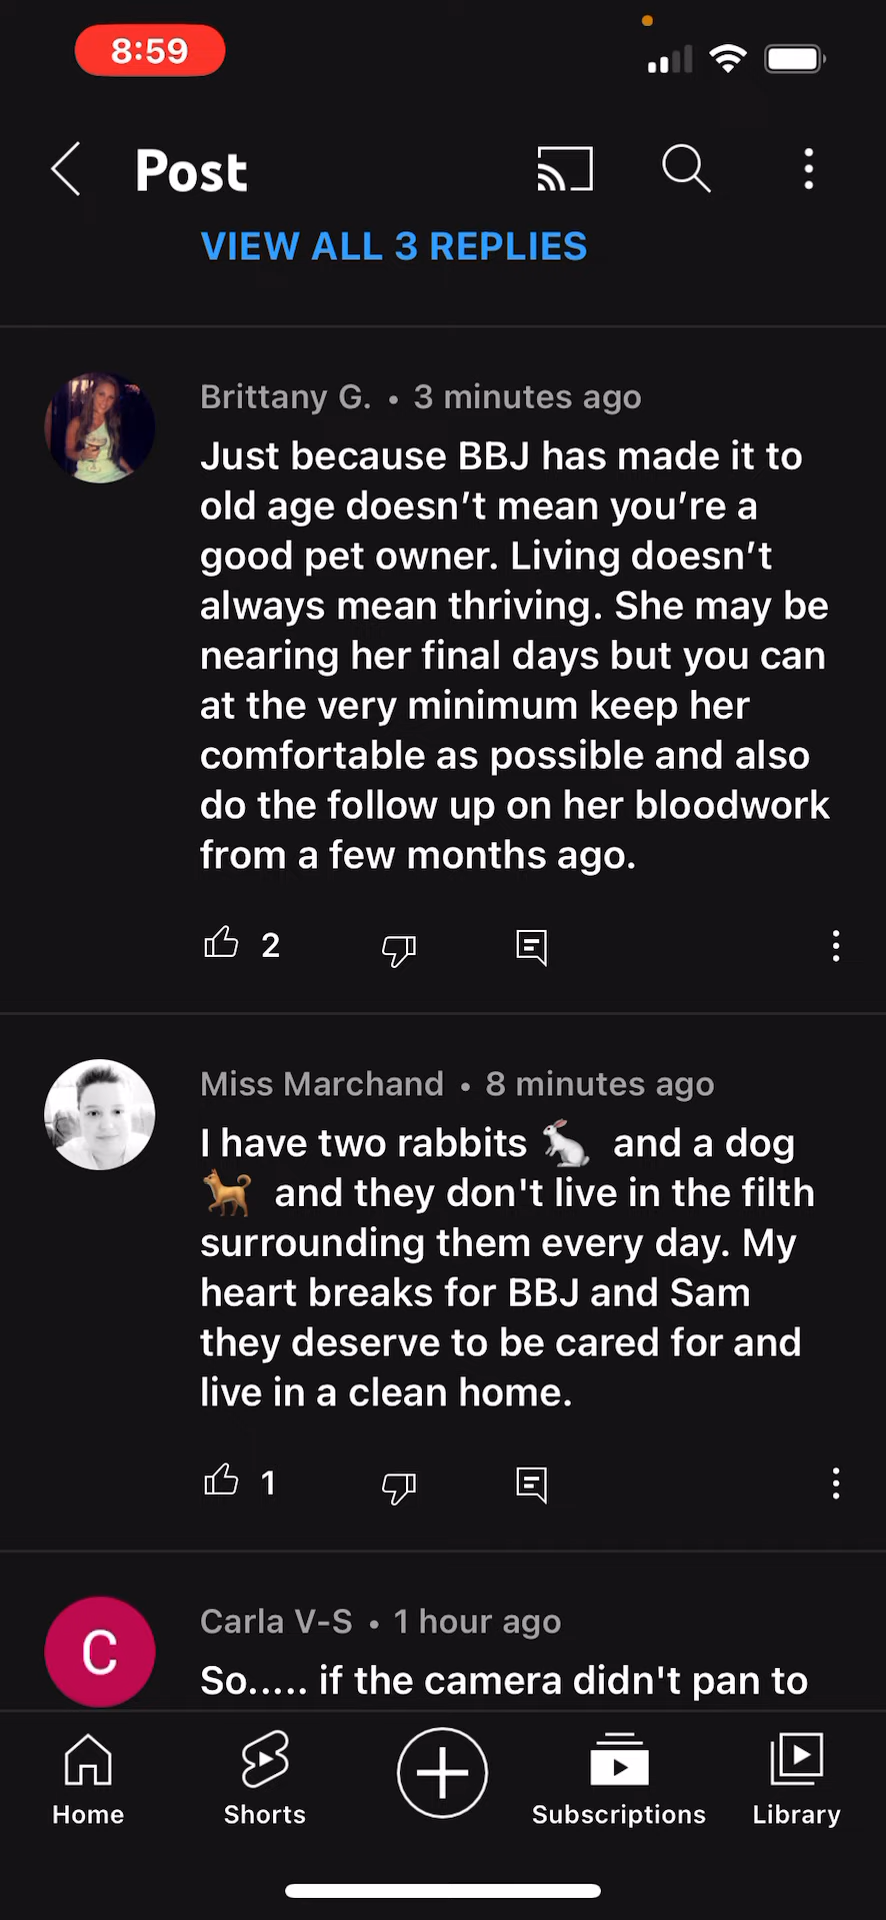 8:59
Post
VIEW ALL 3 REPLIES
Brittany G. • 3 minutes ago
Just because BBJ has made it to
old age doesn’t mean you’re a
good pet owner. Living doesn’t
always mean thriving. She may be
nearing her final days but you can
at the very minimum keep her
comfortable as possible and also
do the follow up on her bloodwork
from a few months ago.
2
Miss Marchand • 8 minutes ago
I have two rabbits 🐇 and a dog
🐕 and they don't live in the filth
surrounding them every day. My
heart breaks for BBJ and Sam
they deserve to be cared for and
live in a clean home.
1
C
Carla V-S • 1 hour ago
So..... if the camera didn't pan to
Home
Shorts
Subscriptions
Library